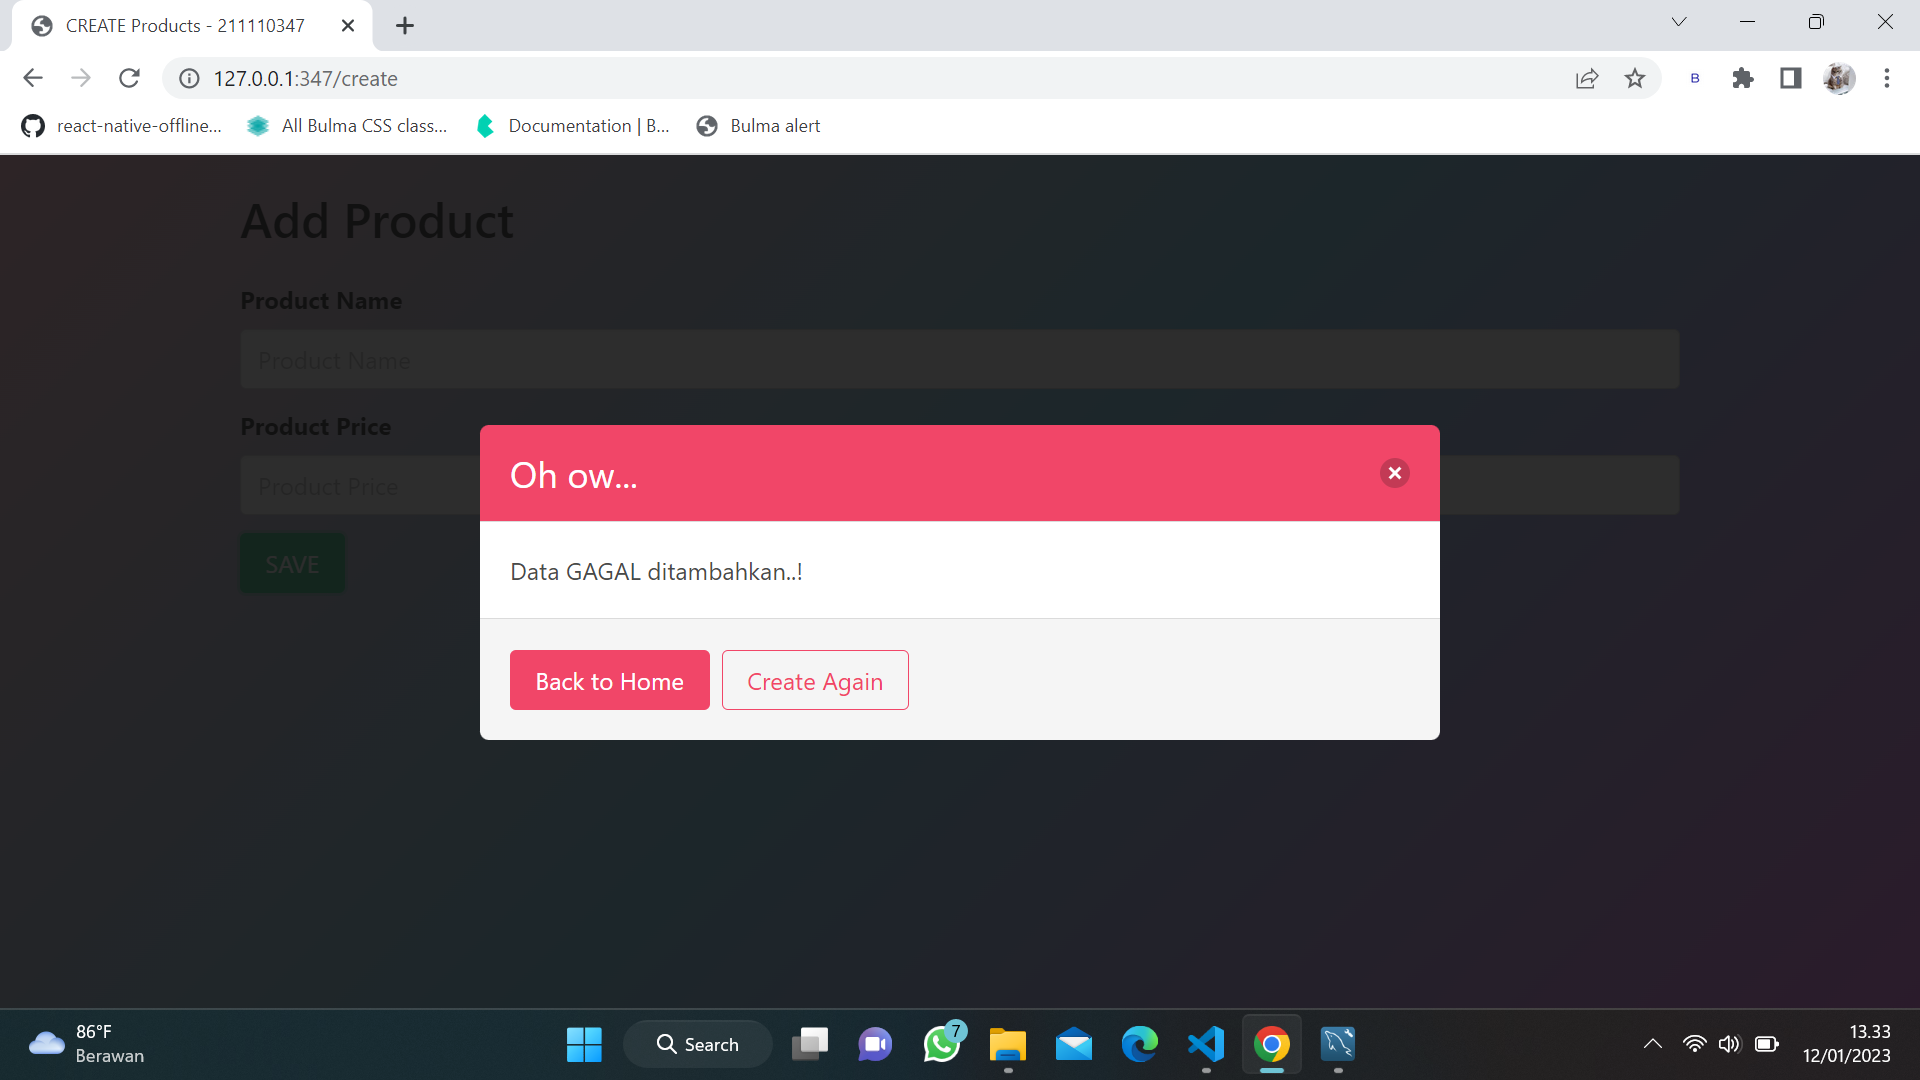 CREATE Products - 211110347
127.0.0.1:347/create
B
react-native-offline...
All Bulma CSS class...
Documentation | B...
Bulma alert
Add Product
Product Name
Product Name
Product Price
Product Price
SAVE
Oh ow...
Data GAGAL ditambahkan..!
Back to Home
Create Again
86°F
Berawan
Search
7
13.33
12/01/2023